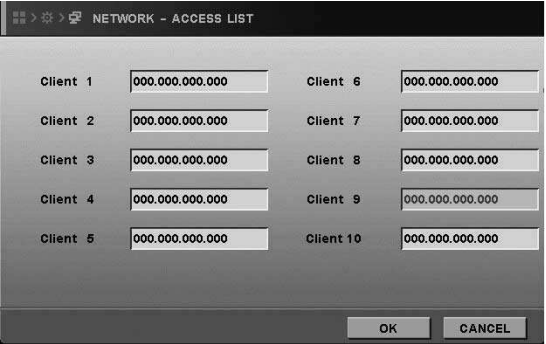 NETWORK - ACCESS LIST
Client 1 000.000.000.000 Client 6 000.000.000.000
Client 2 000.000.000.000 Client 7 000.000.000.000
Client 3 000.000.000.000 Client 8 000.000.000.000
Client 4 000.000.000.000 Client 9 000.000.000.000
Client 5 000.000.000.000 Client 10 000.000.000.000
OK CANCEL